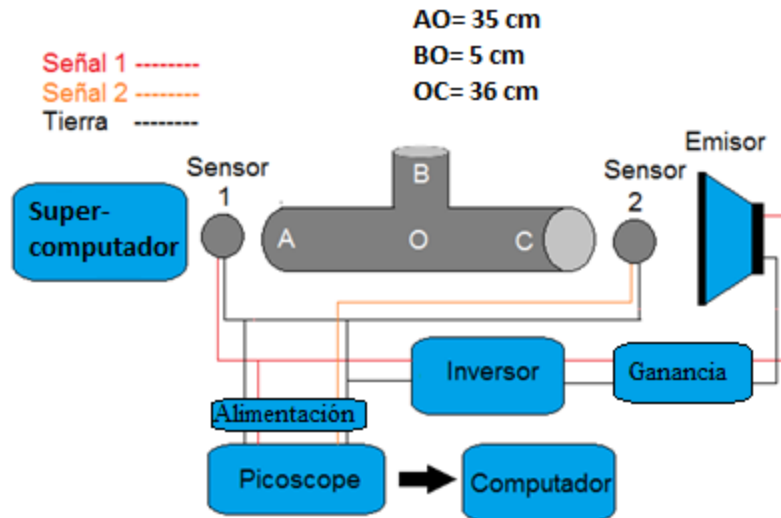 AO= 35 cm
BO= 5 cm
OC= 36 cm
Señal 1 --------
Señal 2 --------
Tierra --------
Emisor
Sensor
1
Sensor
2
B
Super-
computador
A
O
C
Inversor
Ganancia
Alimentación
Picoscope
Computador